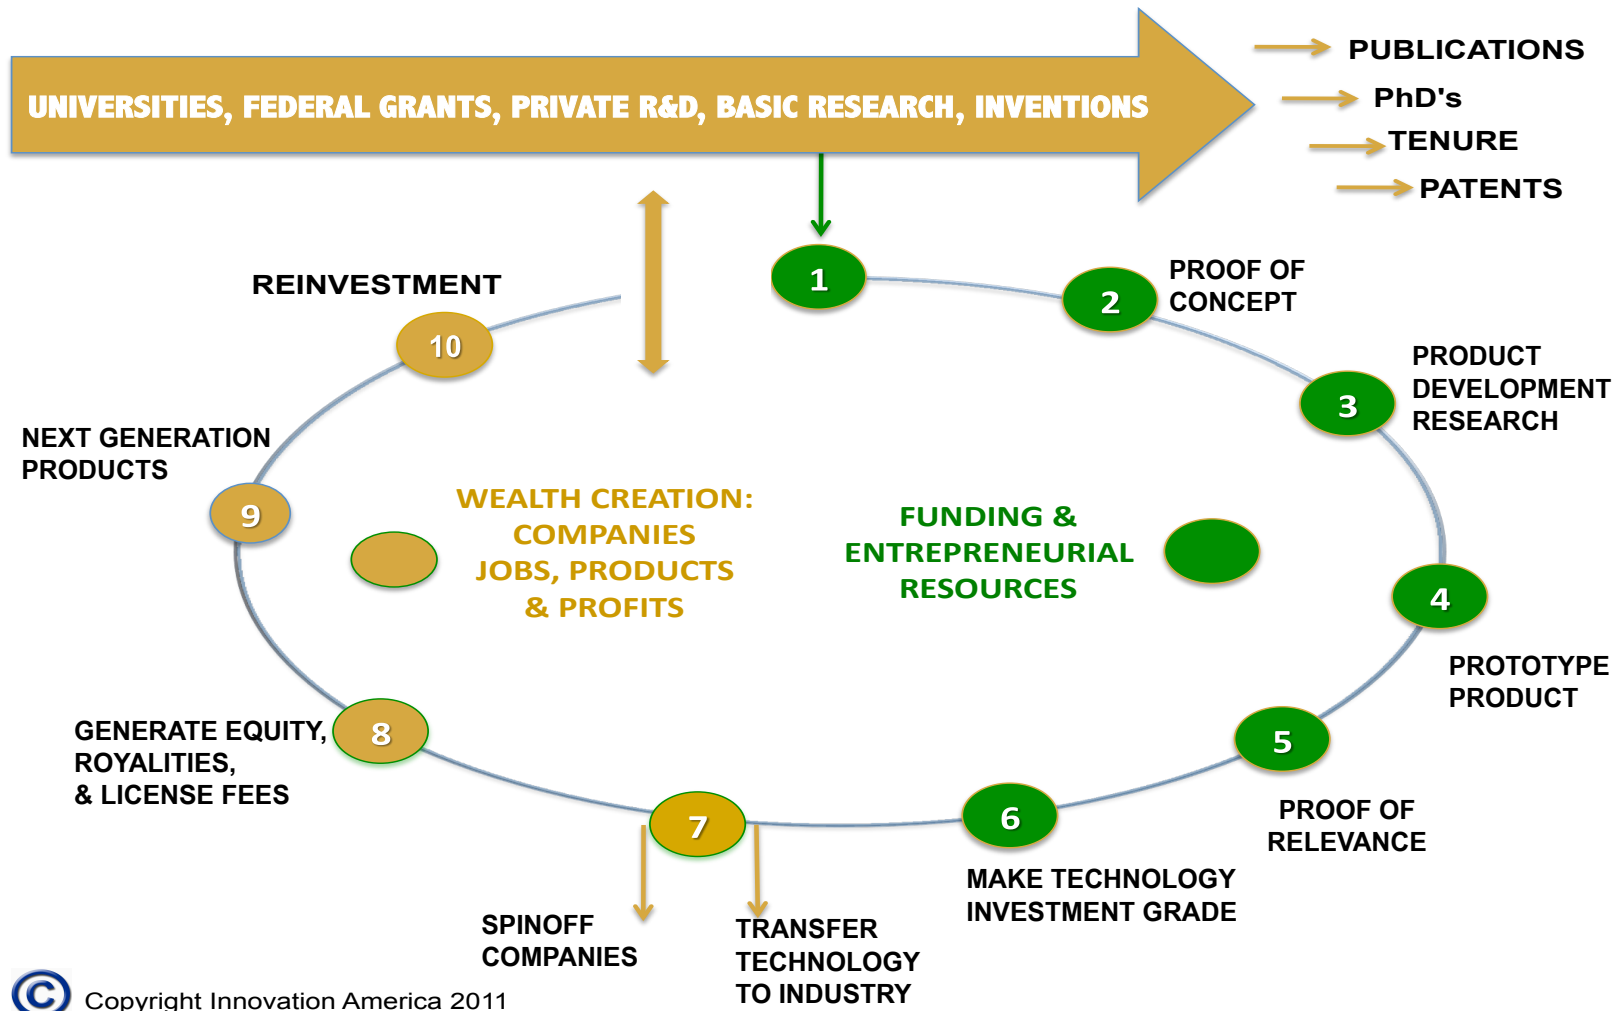 UNIVERSITIES, FEDERAL GRANTS, PRIVATE R&D, BASIC RESEARCH, INVENTIONS
PUBLICATIONS
PhD's
TENURE
PATENTS
1
2
PROOF OF
CONCEPT
3
PRODUCT
DEVELOPMENT
RESEARCH
4
PROTOTYPE
PRODUCT
5
PROOF OF
RELEVANCE
6
MAKE TECHNOLOGY
INVESTMENT GRADE
7
SPINOFF
COMPANIES
TRANSFER
TECHNOLOGY
TO INDUSTRY
8
GENERATE EQUITY,
ROYALITIES,
& LICENSE FEES
9
NEXT GENERATION
PRODUCTS
10
REINVESTMENT
WEALTH CREATION:
COMPANIES
JOBS, PRODUCTS
& PROFITS
FUNDING &
ENTREPRENEURIAL
RESOURCES
© Copyright Innovation America 2011